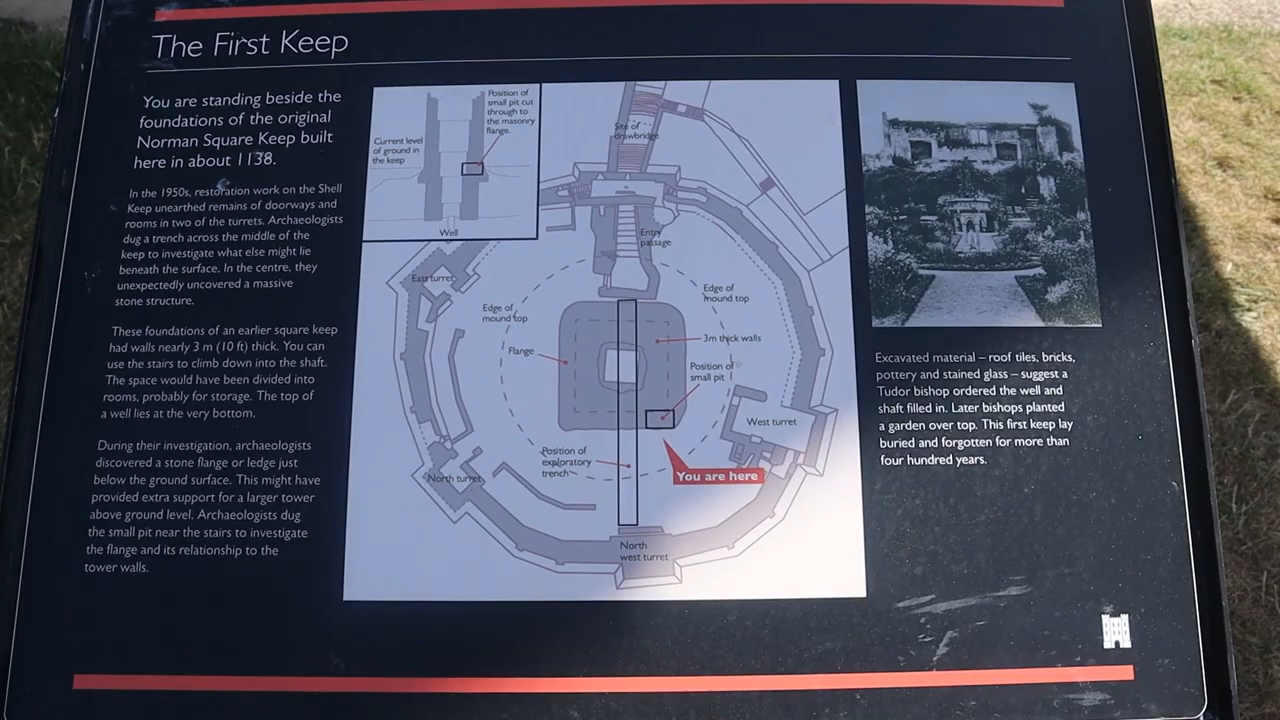 The First Keep
You are standing beside the
foundations of the original
Norman Square Keep built
here in about 1138.
In the 1950s, restoration work on the Shell
Keep unearthed remains of doorways and
rooms in two of the turrets. Archaeologists
dug a trench across the middle of the
keep to investigate what else might lie
beneath the surface. In the centre, they
unexpectedly uncovered a massive
stone structure.
These foundations of an earlier square keep
had walls nearly 3 m (10 ft) thick. You can
use the stairs to climb down into the shaft.
The space would have been divided into
rooms, probably for storage. The top of
a well lies at the very bottom.
During their investigation, archaeologists
discovered a stone flange or ledge just
below the ground surface. This might have
provided extra support for a larger tower
above ground level. Archaeologists dug
the small pit near the stairs to investigate
the flange and its relationship to the
tower walls.
Position of
small pit cut
through to
the masonry
flange.
Current level
of ground in
the keep
Well
Site of
drawbridge
Entry
passage
East turret
Edge of
mound top
Edge of
mound top
Flange
3m thick walls
Position of
small pit
West turret
Position of
exploratory
trench
You are here
North turret
North
west turret
Excavated material – roof tiles, bricks,
pottery and stained glass – suggest a
Tudor bishop ordered the well and
shaft filled in. Later bishops planted
a garden over top. This first keep lay
buried and forgotten for more than
four hundred years.